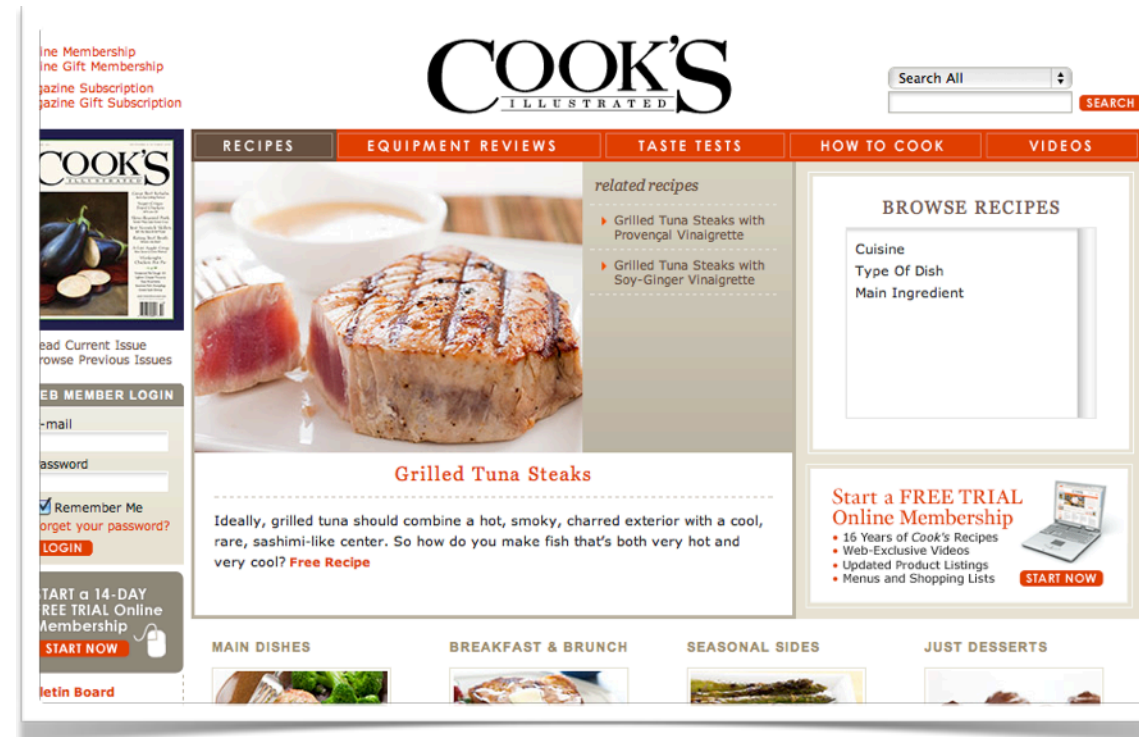 ine Membership
ine Gift Membership
gazine Subscription
gazine Gift Subscription
COOK'S
ILLUSTRATED
Search All
SEARCH
RECIPES
EQUIPMENT REVIEWS
TASTE TESTS
HOW TO COOK
VIDEOS
COOK'S
ILLUSTRATED
ead Current Issue
rowse Previous Issues
EB MEMBER LOGIN
-mail
assword
Remember Me
orget your password?
LOGIN
TART a 14-DAY
REE TRIAL Online
Membership
START NOW
letin Board
related recipes
Grilled Tuna Steaks with
Provençal Vinaigrette
Grilled Tuna Steaks with
Soy-Ginger Vinaigrette
Grilled Tuna Steaks
Ideally, grilled tuna should combine a hot, smoky, charred exterior with a cool,
rare, sashimi-like center. So how do you make fish that's both very hot and
very cool? Free Recipe
BROWSE RECIPES
Cuisine
Type Of Dish
Main Ingredient
Start a FREE TRIAL
Online Membership
• 16 Years of Cook's Recipes
• Web-Exclusive Videos
• Updated Product Listings
• Menus and Shopping Lists
START NOW
MAIN DISHES
BREAKFAST & BRUNCH
SEASONAL SIDES
JUST DESSERTS